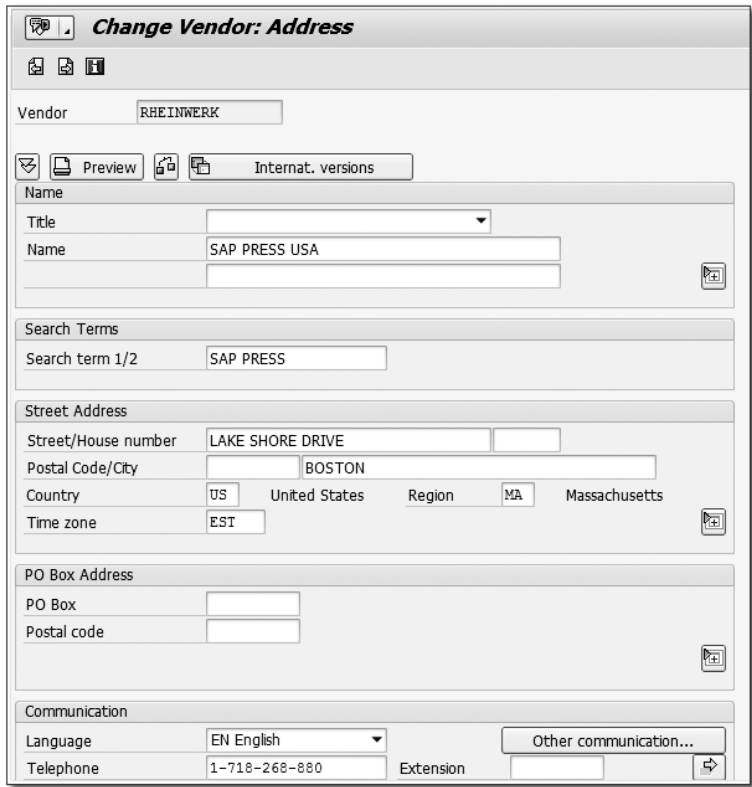 Change Vendor: Address
Vendor RHEINWERK
Preview Internat. versions
Name
Title
Name SAP PRESS USA
Search Terms
Search term 1/2 SAP PRESS
Street Address
Street/House number LAKE SHORE DRIVE
Postal Code/City BOSTON
Country US United States Region MA Massachusetts
Time zone EST
PO Box Address
PO Box
Postal code
Communication
Language EN English Other communication...
Telephone 1-718-268-880 Extension